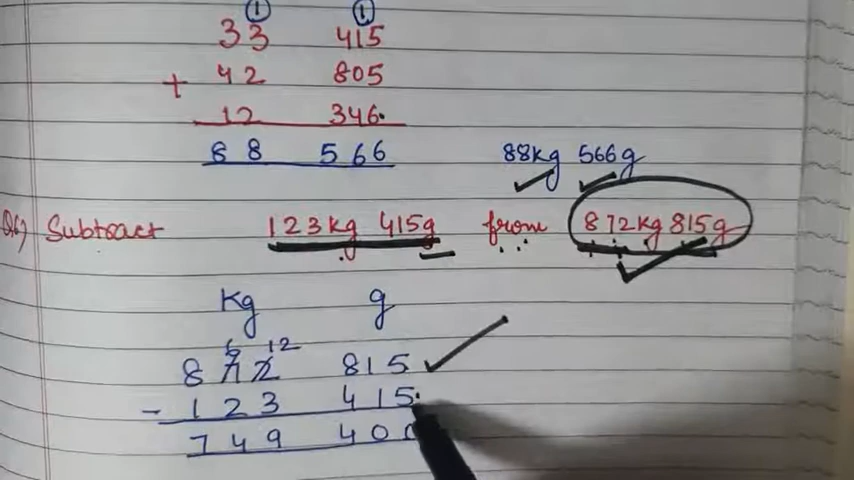 1 1
33 415
+ 42 805
12 346
88 566 88kg 566g
Q6) Subtract 123kg 415g from 872kg 815g
Kg g
6 12
872 815
- 123 415
749 400